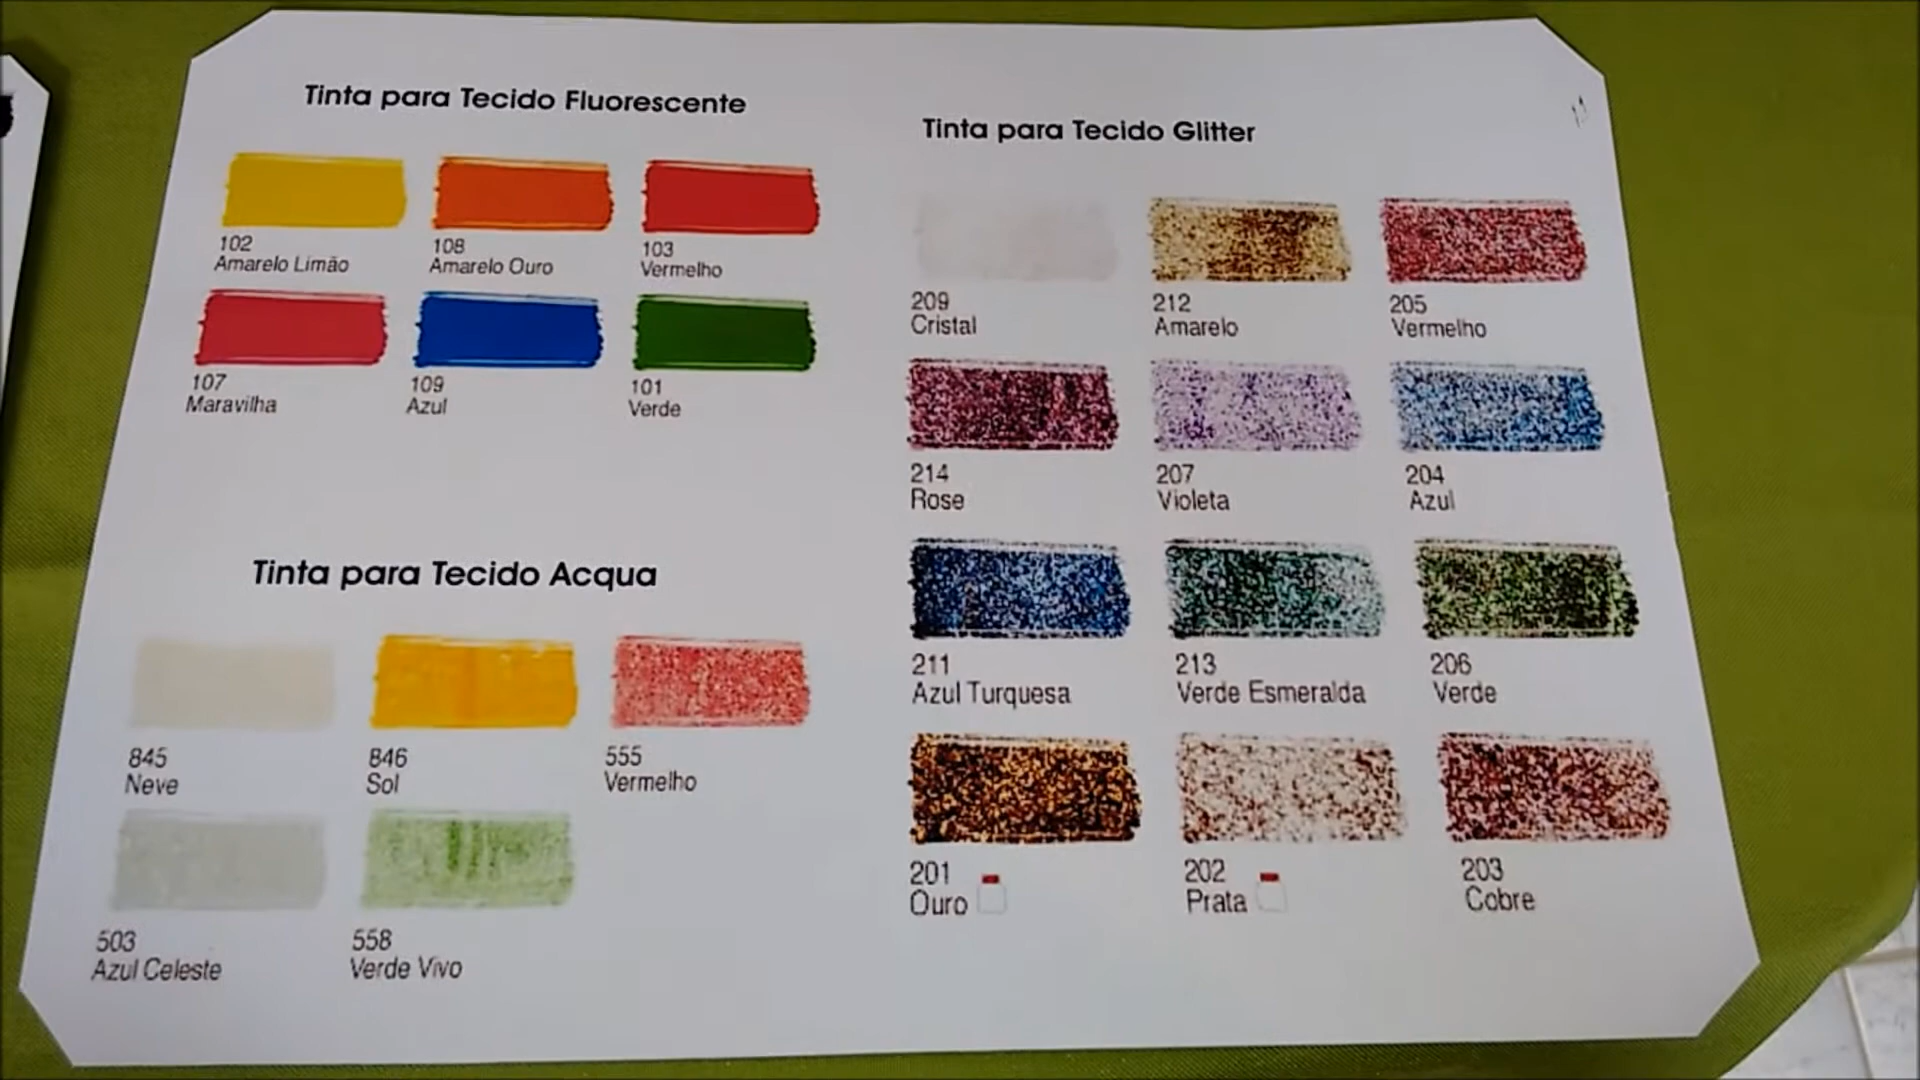 Tinta para Tecido Fluorescente
102
Amarelo Limão
108
Amarelo Ouro
103
Vermelho
107
Maravilha
109
Azul
101
Verde
Tinta para Tecido Acqua
845
Neve
846
Sol
555
Vermelho
503
Azul Celeste
558
Verde Vivo
Tinta para Tecido Glitter
209
Cristal
212
Amarelo
205
Vermelho
214
Rose
207
Violeta
204
Azul
211
Azul Turquesa
213
Verde Esmeralda
206
Verde
201
Ouro
202
Prata
203
Cobre